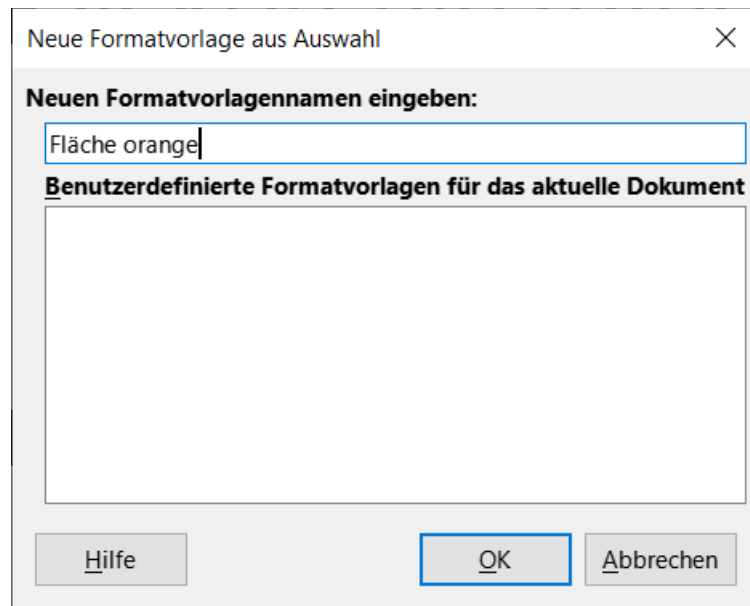 Neue Formatvorlage aus Auswahl
Neuen Formatvorlagennamen eingeben:
Fläche orange
Benutzerdefinierte Formatvorlagen für das aktuelle Dokument
Hilfe
OK
Abbrechen